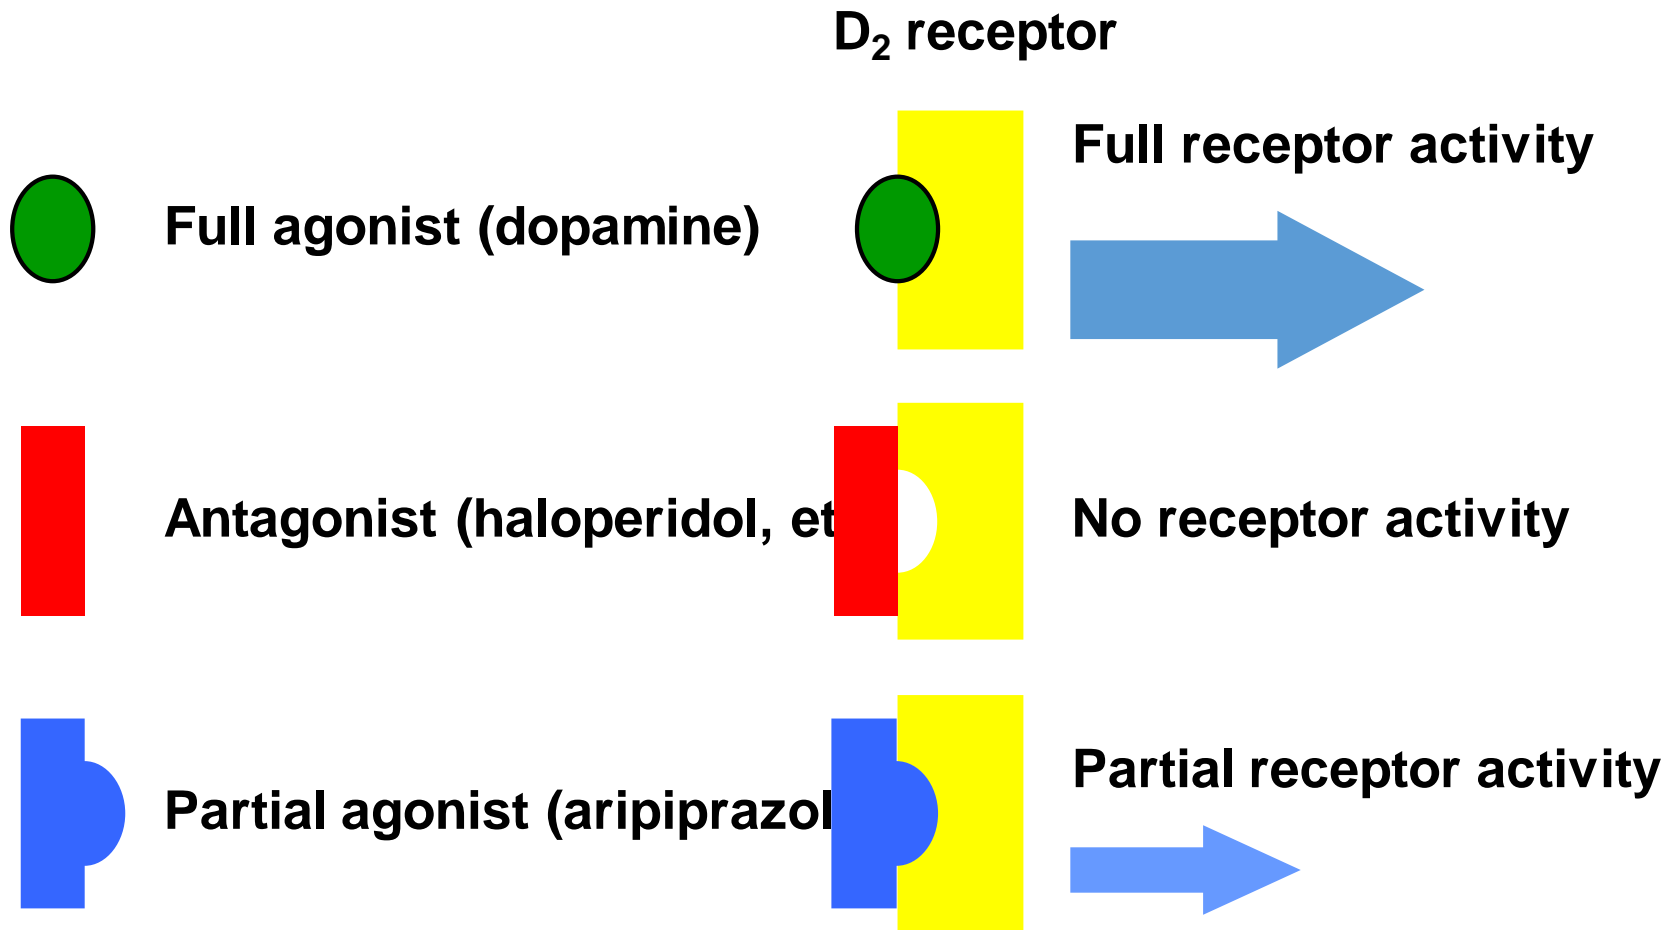 D₂ receptor
Full receptor activity
Full agonist (dopamine)
Antagonist (haloperidol, et
No receptor activity
Partial receptor activity
Partial agonist (aripiprazol